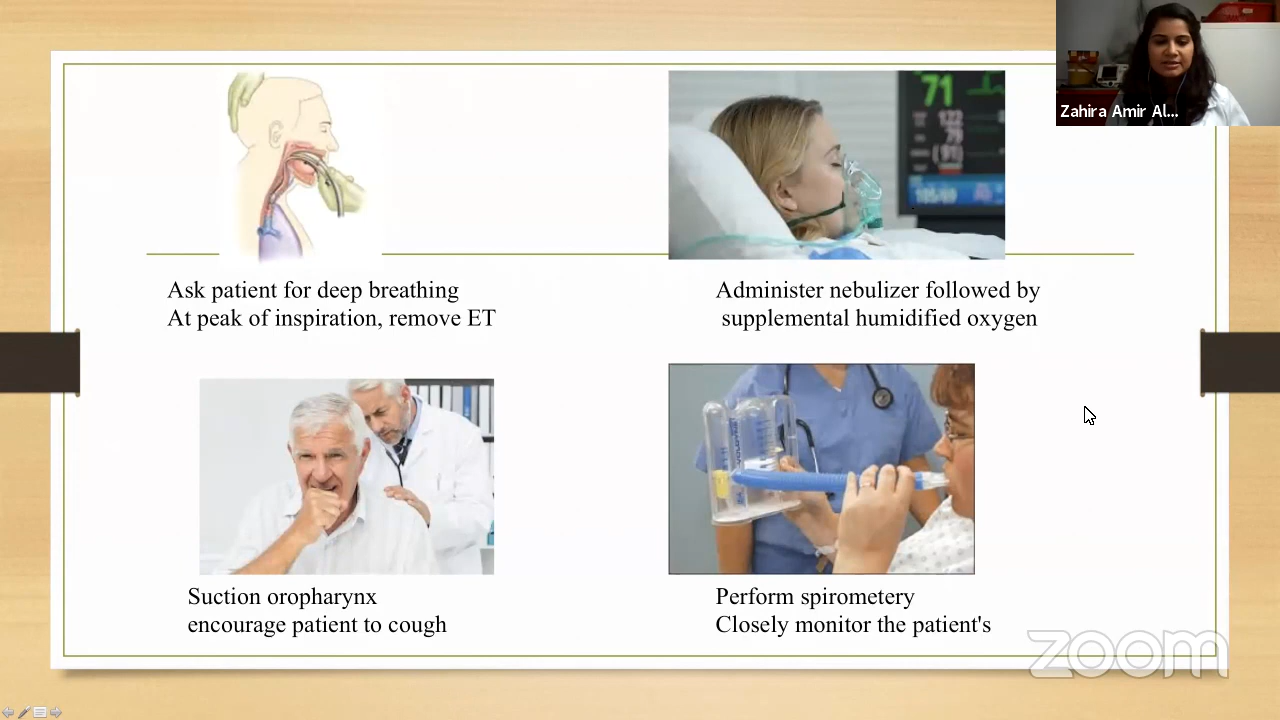 Zahira Amir Al...
71
Ask patient for deep breathing
At peak of inspiration, remove ET
Administer nebulizer followed by
supplemental humidified oxygen
Suction oropharynx
encourage patient to cough
Perform spirometery
Closely monitor the patient's
zoom